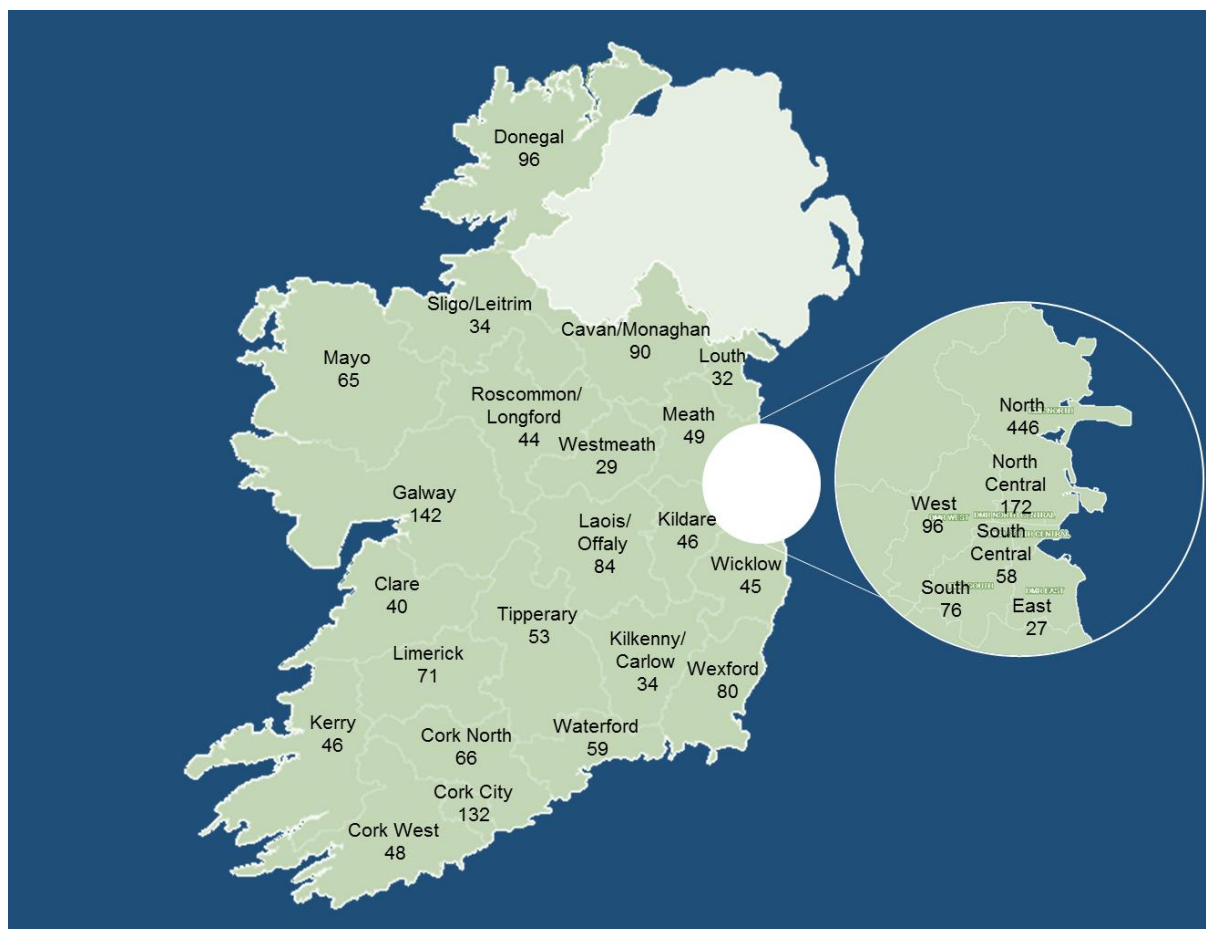 Donegal
96
Sligo/Leitrim
34
Cavan/Monaghan
90
Louth
32
Mayo
65
Roscommon/
Longford
44
Meath
49
Westmeath
29
Galway
142
Laois/
Offaly
84
Kildare
46
Wicklow
45
Clare
40
Tipperary
53
Kilkenny/
Carlow
34
Limerick
71
Wexford
80
Kerry
46
Cork North
66
Waterford
59
Cork City
132
Cork West
48
North
446
North
Central
172
West
96
South
Central
58
South
76
East
27
DMR EAST